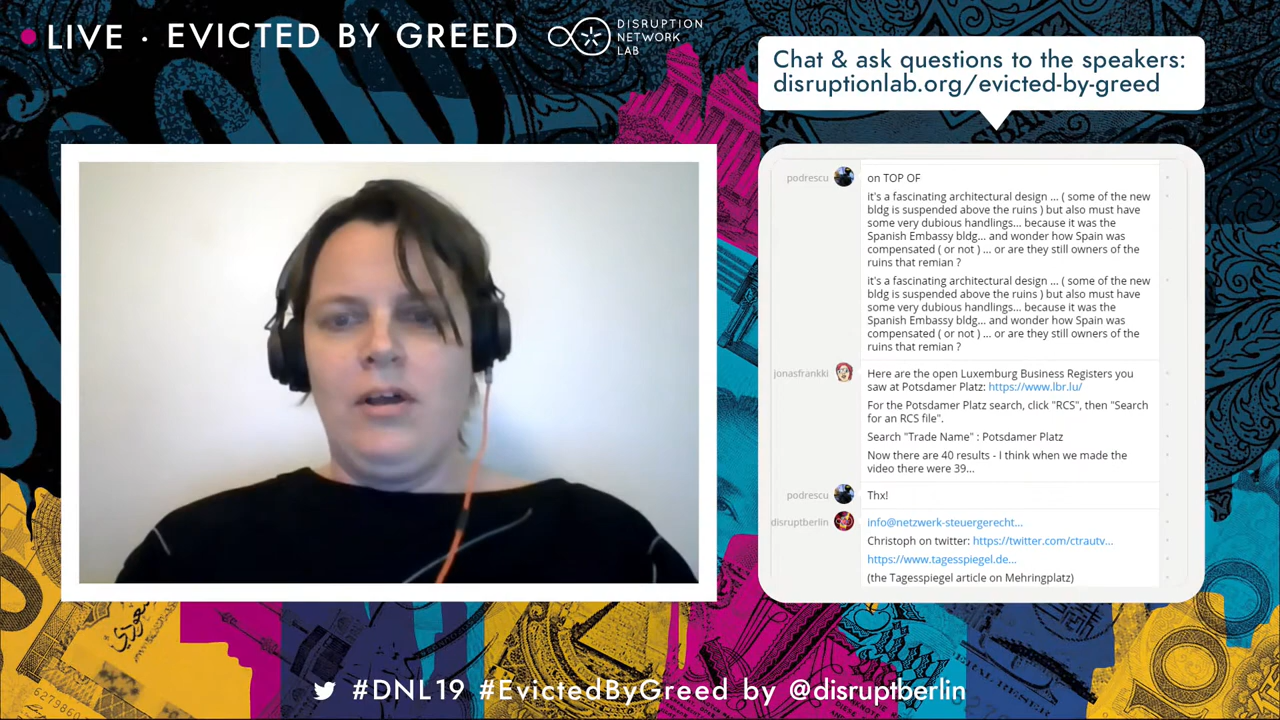 LIVE · EVICTED BY GREED
DISRUPTION
NETWORK
LAB
Chat & ask questions to the speakers:
disruptionlab.org/evicted-by-greed
podrescu
on TOP OF
it's a fascinating architectural design ... ( some of the new
bldg is suspended above the ruins ) but also must have
some very dubious handlings... because it was the
Spanish Embassy bldg... and wonder how Spain was
compensated ( or not ) ... or are they still owners of the
ruins that remian ?
it's a fascinating architectural design ... ( some of the new
bldg is suspended above the ruins ) but also must have
some very dubious handlings... because it was the
Spanish Embassy bldg... and wonder how Spain was
compensated ( or not ) ... or are they still owners of the
ruins that remian ?
jonasfrankki
Here are the open Luxemburg Business Registers you
saw at Potsdamer Platz: https://www.lbr.lu/
For the Potsdamer Platz search, click "RCS", then "Search
for an RCS file".
Search "Trade Name" : Potsdamer Platz
Now there are 40 results - I think when we made the
video there were 39...
podrescu
Thx!
disruptberlin
info@netzwerk-steuergerecht...
Christoph on twitter: https://twitter.com/ctrautv...
https://www.tagesspiegel.de...
(the Tagesspiegel article on Mehringplatz)
#DNL19 #EvictedByGreed by @disruptberlin